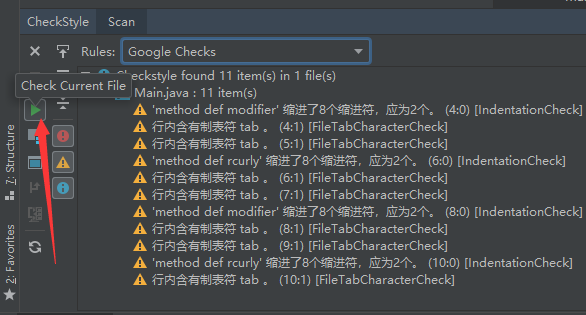 CheckStyle Scan
Rules: Google Checks
Checkstyle found 11 item(s) in 1 file(s)
Check Current File
Main.java : 11 item(s)
'method def modifier' 缩进了8个缩进符，应为2个。 (4:0) [IndentationCheck]
行内含有制表符 tab 。 (4:1) [FileTabCharacterCheck]
行内含有制表符 tab 。 (5:1) [FileTabCharacterCheck]
'method def rcurly' 缩进了8个缩进符，应为2个。 (6:0) [IndentationCheck]
行内含有制表符 tab 。 (6:1) [FileTabCharacterCheck]
行内含有制表符 tab 。 (7:1) [FileTabCharacterCheck]
'method def modifier' 缩进了8个缩进符，应为2个。 (8:0) [IndentationCheck]
行内含有制表符 tab 。 (8:1) [FileTabCharacterCheck]
行内含有制表符 tab 。 (9:1) [FileTabCharacterCheck]
'method def rcurly' 缩进了8个缩进符，应为2个。 (10:0) [IndentationCheck]
行内含有制表符 tab 。 (10:1) [FileTabCharacterCheck]
7: Structure
2: Favorites